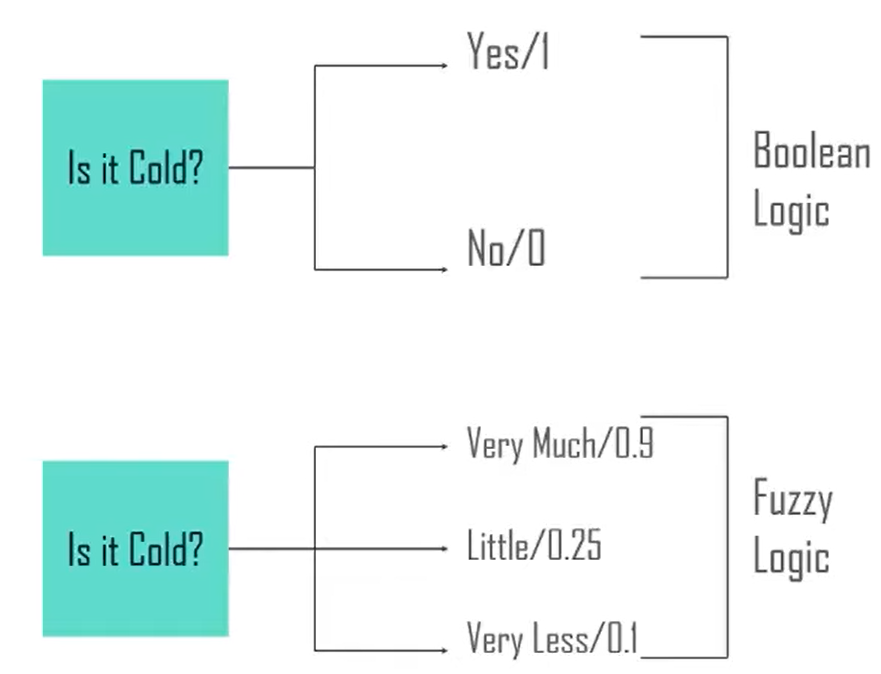 Is it Cold?
Yes/1
No/0
Boolean
Logic
Is it Cold?
Very Much/0.9
Little/0.25
Very Less/0.1
Fuzzy
Logic